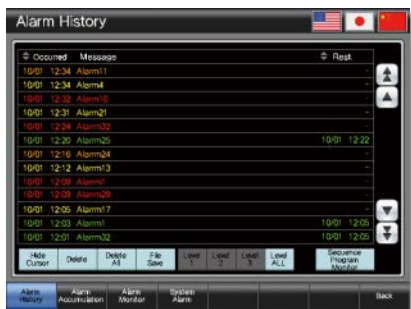 Alarm History
Occurred Message Rest.
10/01 12:34 Alarm11 -
10/01 12:34 Alarm4 -
10/01 12:32 Alarm10 -
10/01 12:31 Alarm21 -
10/01 12:24 Alarm32 -
10/01 12:20 Alarm25 10/01 12:22
10/01 12:16 Alarm24 -
10/01 12:12 Alarm13 -
10/01 12:09 Alarm1 -
10/01 12:09 Alarm29 -
10/01 12:05 Alarm17 -
10/01 12:03 Alarm1 10/01 12:05
10/01 12:01 Alarm32 10/01 12:05
Hide Cursor Delete Delete All File Save Level 1 Level 2 Level 3 Level ALL Sequence Program Monitor
Alarm History Alarm Accumulation Alarm Monitor System Alarm Back